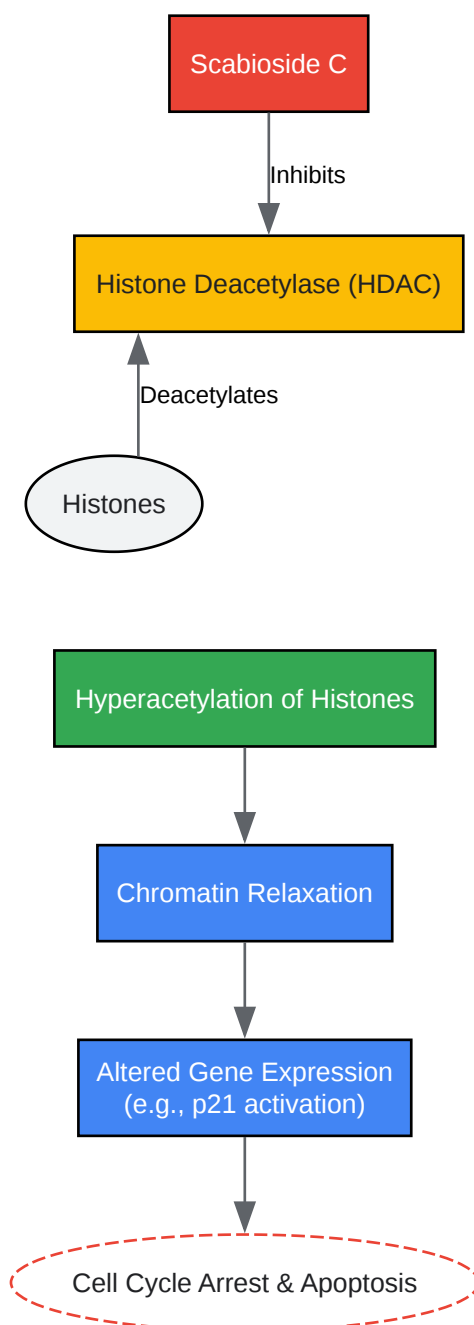 Scabioside C
Inhibits
Histone Deacetylase (HDAC)
Deacetylates
Histones
Hyperacetylation of Histones
Chromatin Relaxation
Altered Gene Expression
(e.g., p21 activation)
Cell Cycle Arrest & Apoptosis